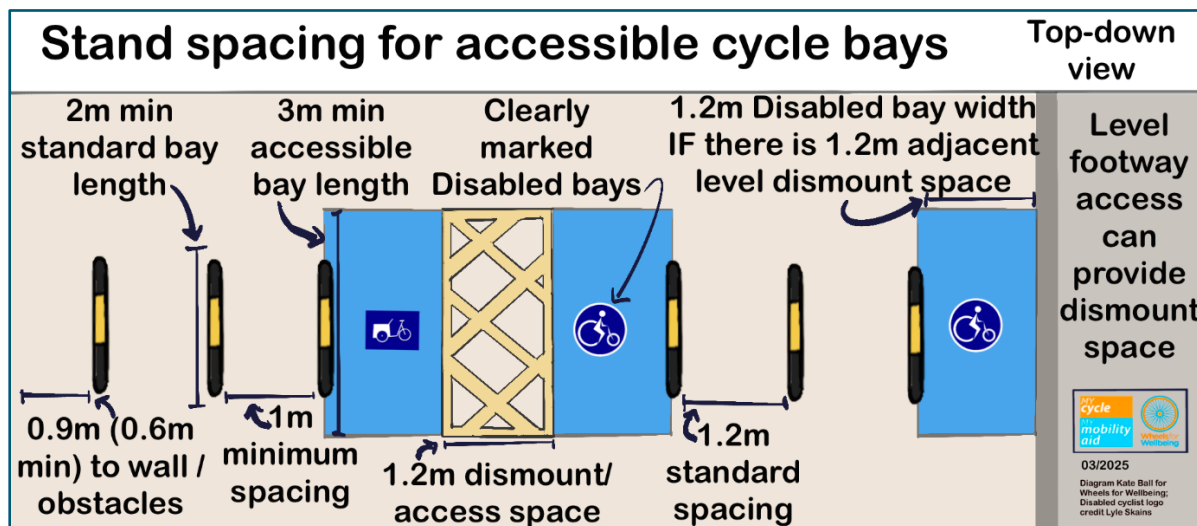 Stand spacing for accessible cycle bays
Top-down
view
2m min
standard bay
length
3m min
accessible
bay length
Clearly
marked
Disabled bays
1.2m Disabled bay width
IF there is 1.2m adjacent
level dismount space
Level
footway
access
can
provide
dismount
space
0.9m (0.6m
min) to wall /
obstacles
1m
minimum
spacing
1.2m dismount/
access space
1.2m
standard
spacing
MY
cycle
MY
mobility
aid
Wheels for
Wellbeing
03/2025
Diagram Kate Ball for
Wheels for Wellbeing;
Disabled cyclist logo
credit Lyle Skains